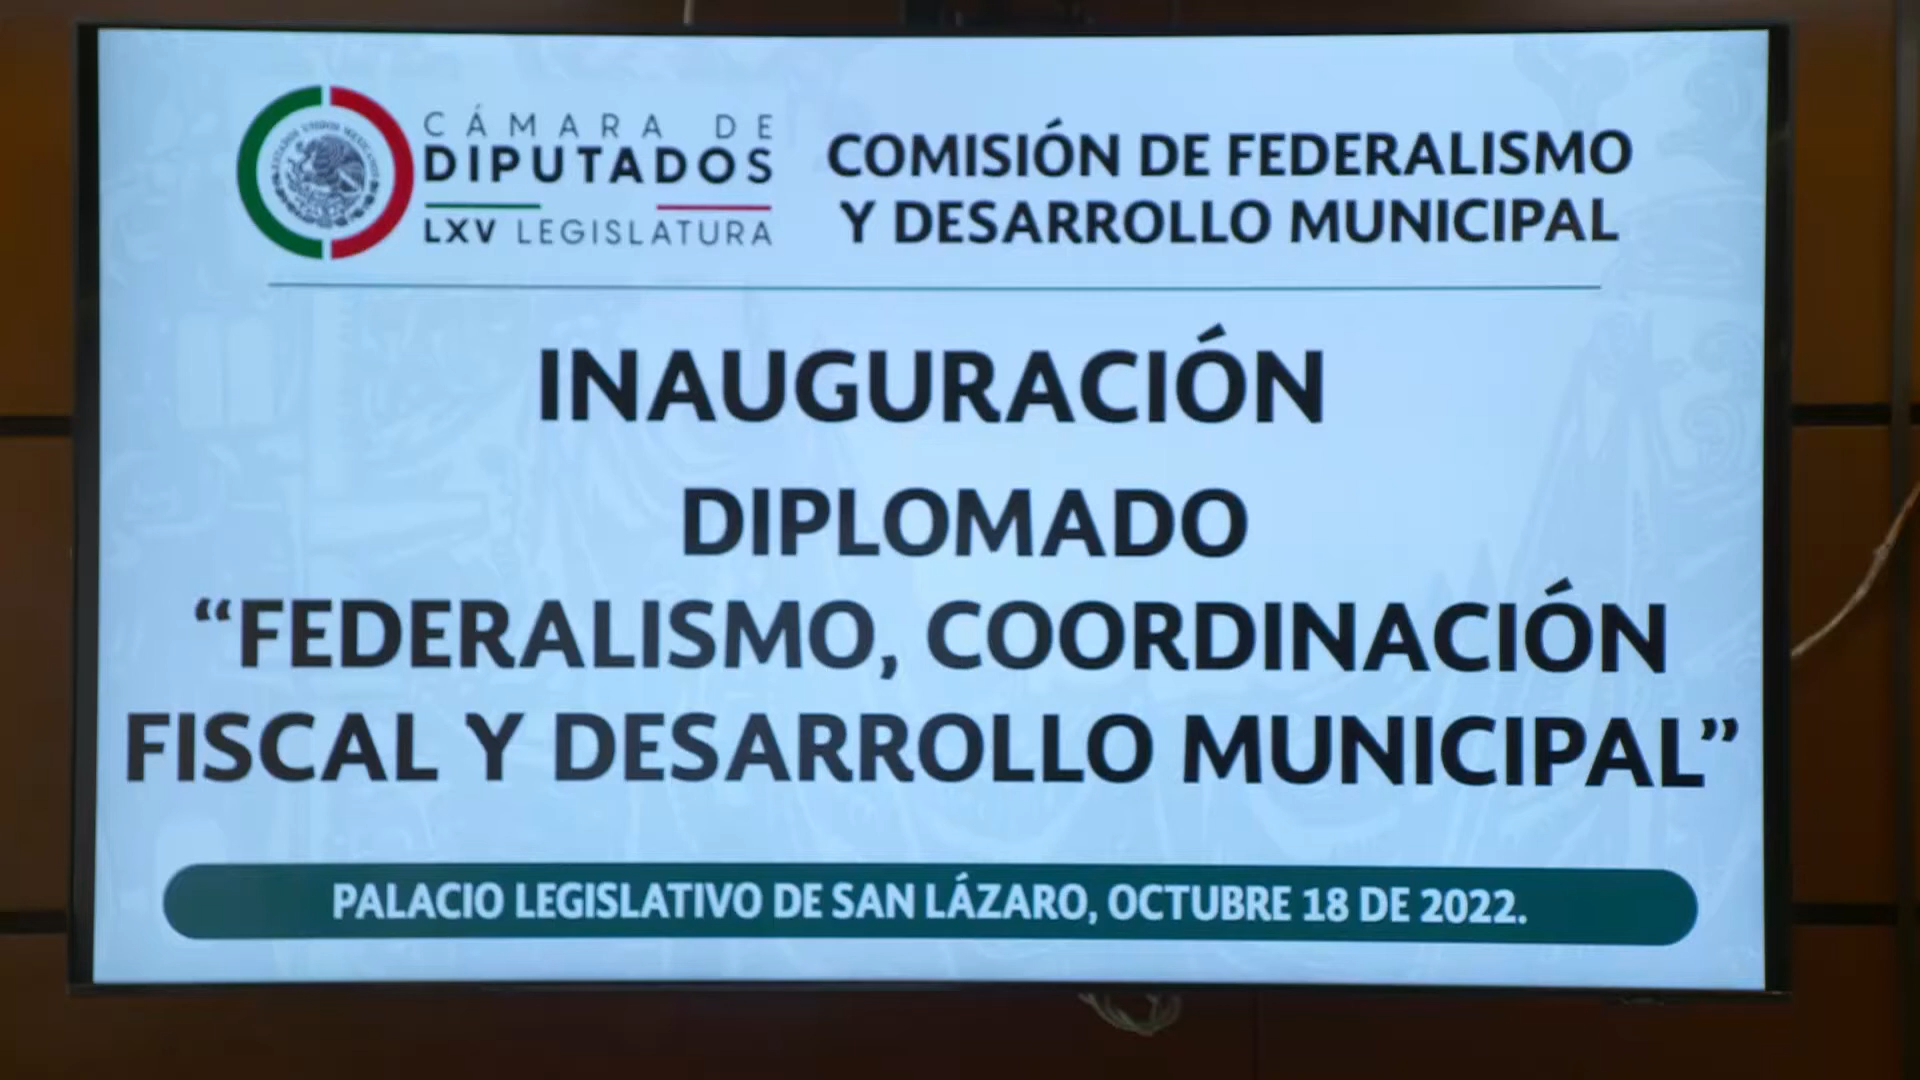 CÁMARA DE
DIPUTADOS
LXV LEGISLATURA
COMISIÓN DE FEDERALISMO
Y DESARROLLO MUNICIPAL
INAUGURACIÓN
DIPLOMADO
“FEDERALISMO, COORDINACIÓN
FISCAL Y DESARROLLO MUNICIPAL”
PALACIO LEGISLATIVO DE SAN LÁZARO, OCTUBRE 18 DE 2022.